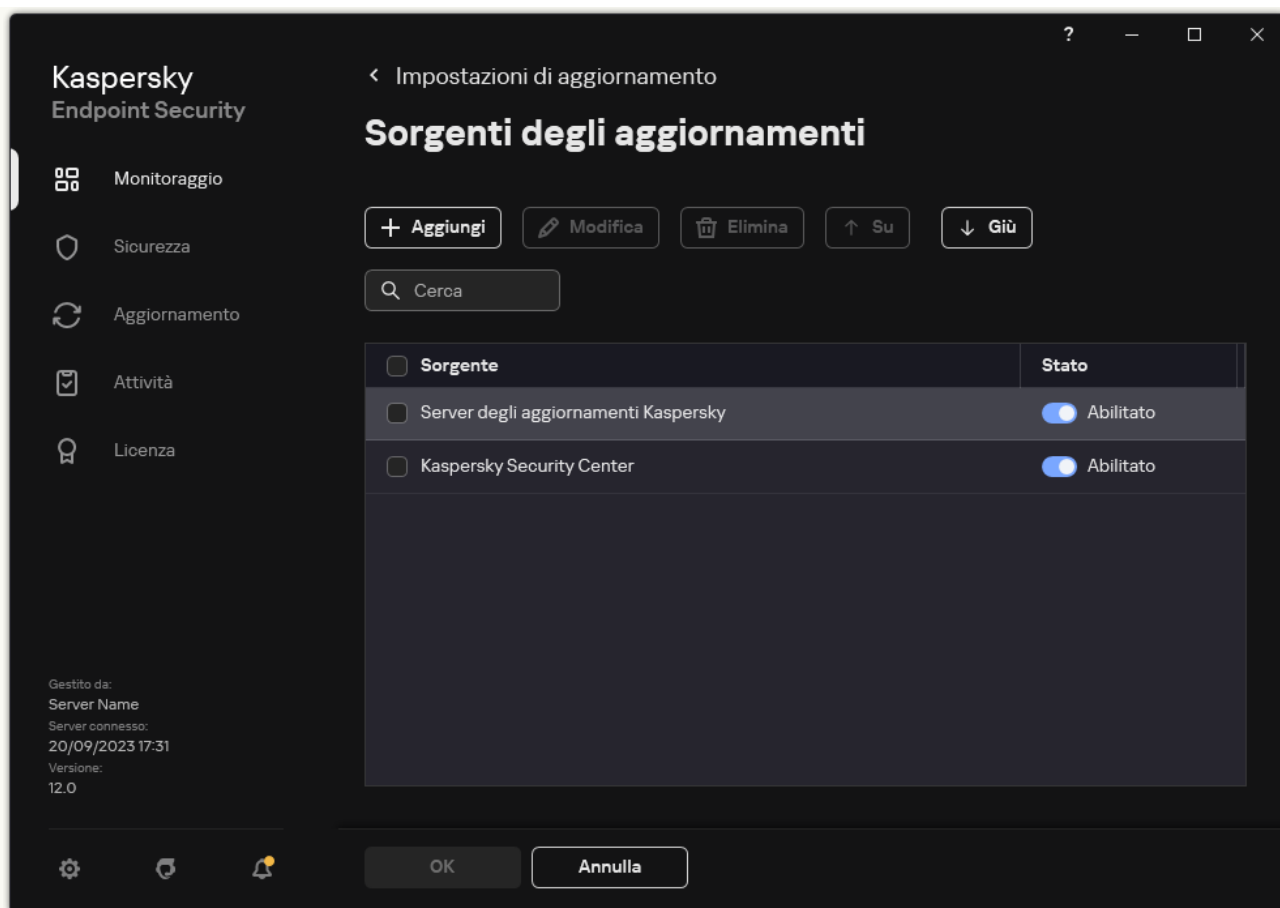 ?
Kaspersky
Endpoint Security
Monitoraggio
Sicurezza
Aggiornamento
Attività
Licenza
Gestito da:
Server Name
Server connesso:
20/09/2023 17:31
Versione:
12.0
Impostazioni di aggiornamento
Sorgenti degli aggiornamenti
Aggiungi Modifica Elimina Su Giù
Cerca
Sorgente Stato
Server degli aggiornamenti Kaspersky Abilitato
Kaspersky Security Center Abilitato
OK Annulla